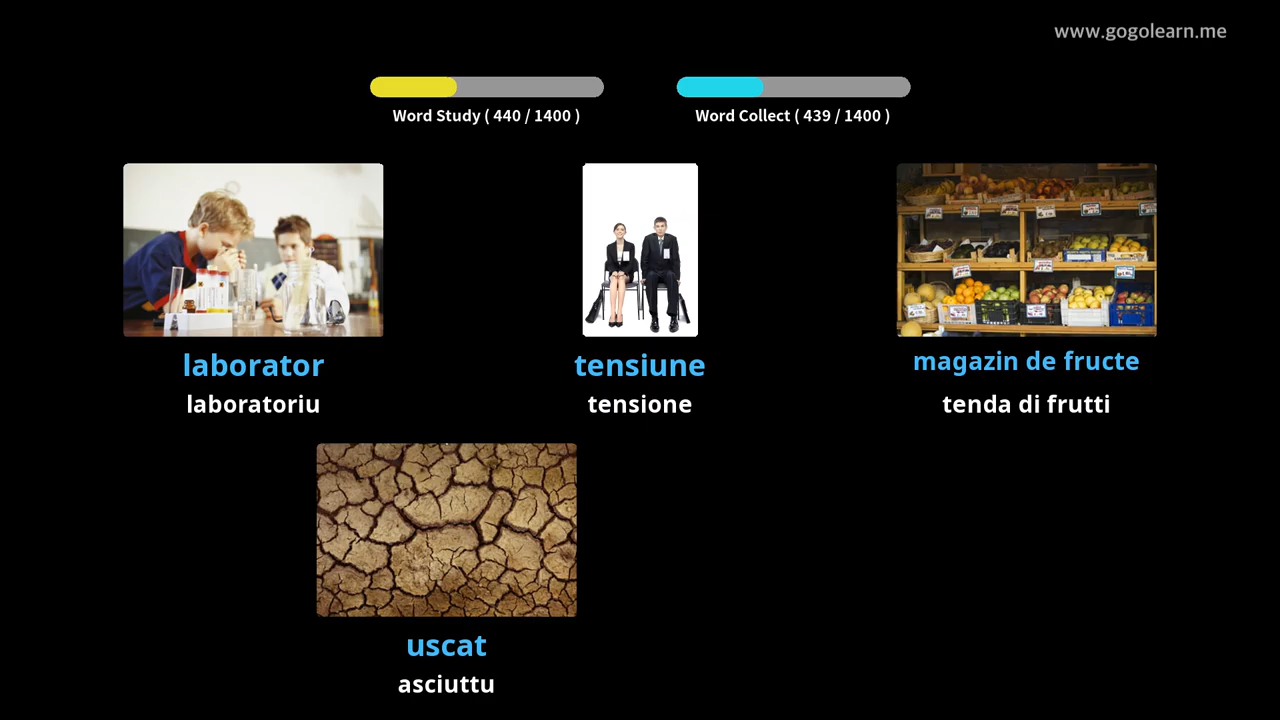 www.gogolearn.me
Word Study ( 440 / 1400 )
Word Collect ( 439 / 1400 )
laborator
laboratoriu
tensiune
tensione
magazin de fructe
tenda di frutti
uscat
asciuttu